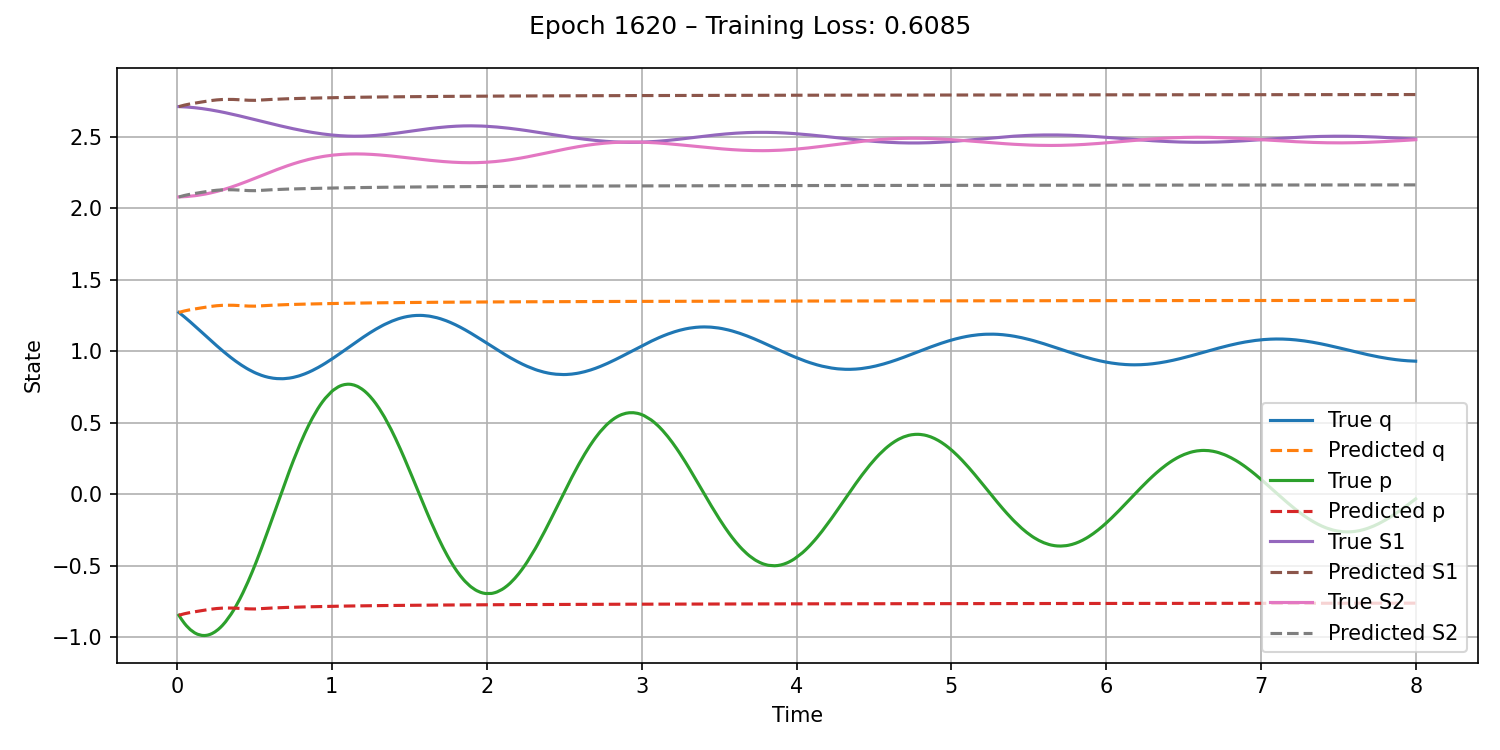 Epoch 1620 – Training Loss: 0.6085
State
2.5
2.0
1.5
1.0
0.5
0.0
−0.5
−1.0
0 1 2 3 4 5 6 7 8
Time
True q
Predicted q
True p
Predicted p
True S1
Predicted S1
True S2
Predicted S2